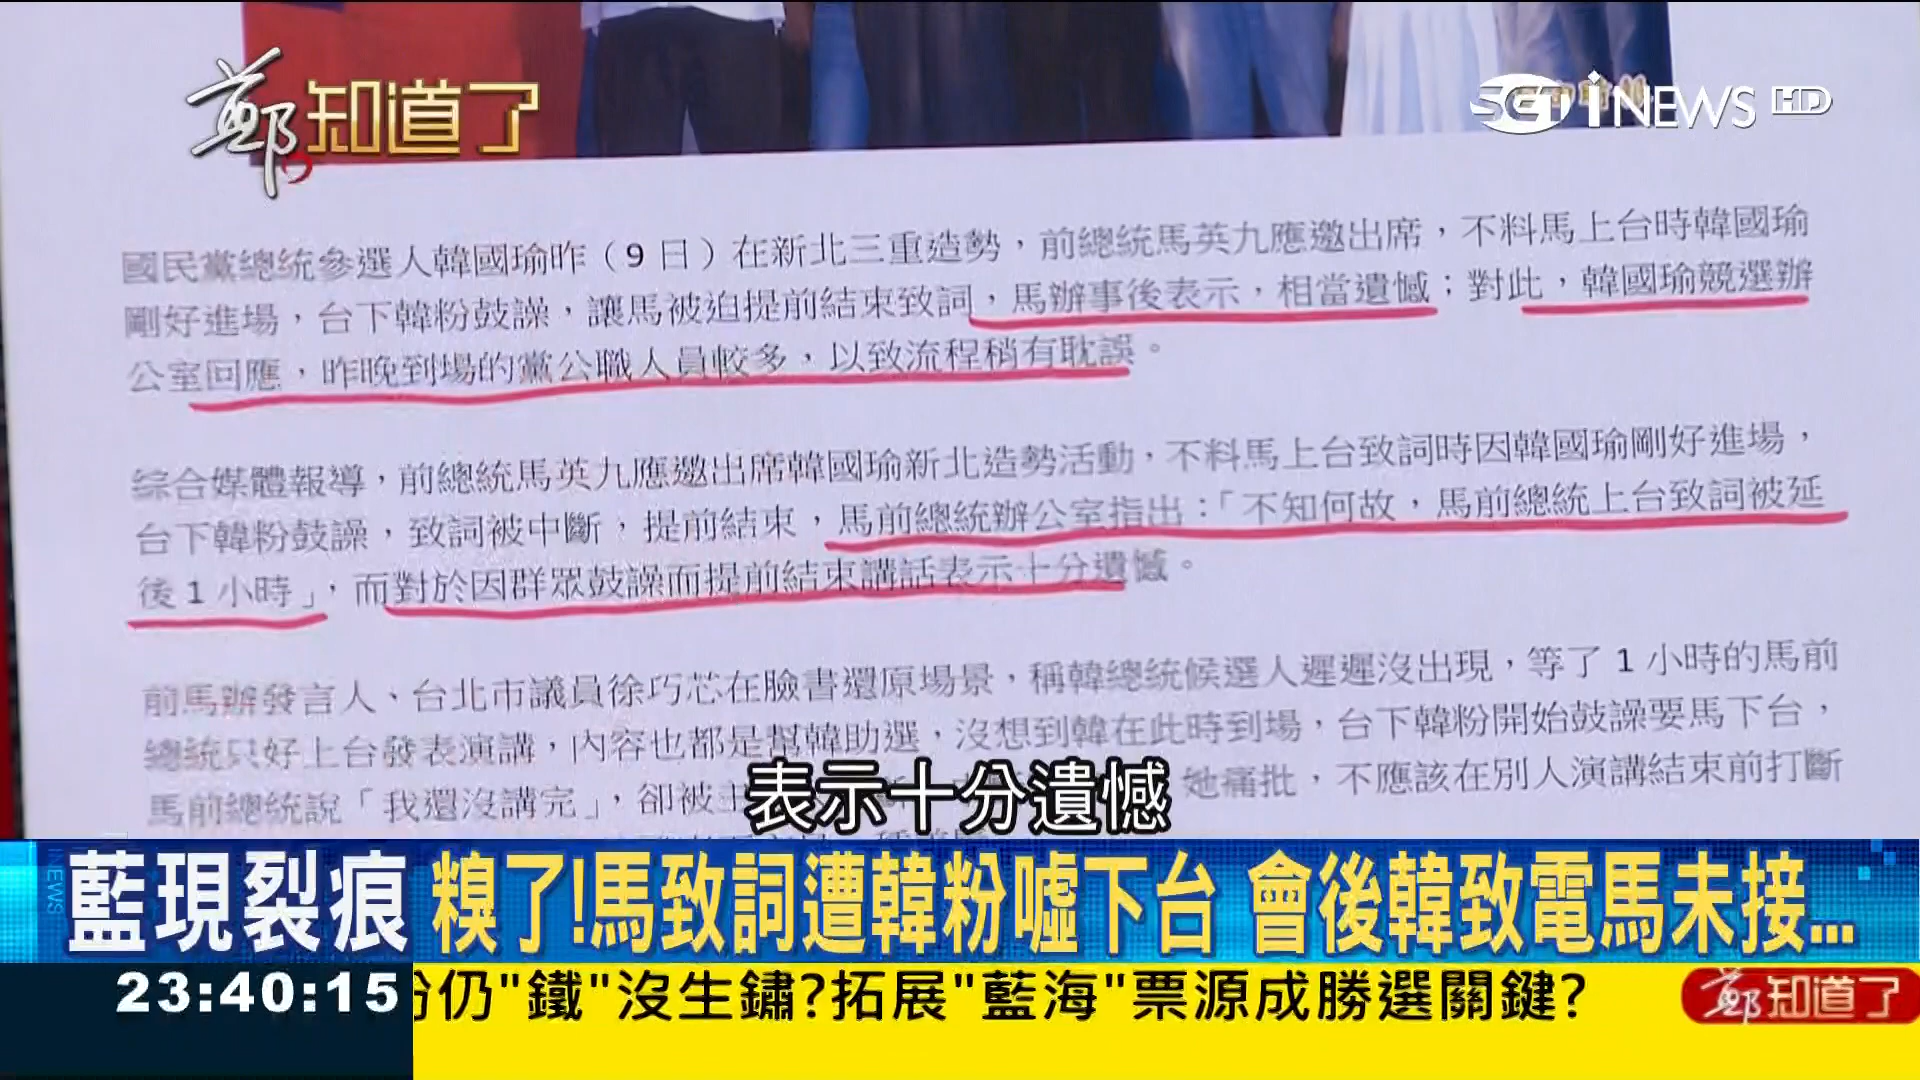 鄭知道了
SET iNEWS HD
國民黨總統參選人韓國瑜昨（9 日）在新北三重造勢，前總統馬英九應邀出席，不料馬上台時韓國瑜
剛好進場，台下韓粉鼓譟，讓馬被迫提前結束致詞，馬辦事後表示，相當遺憾；對此，韓國瑜競選辦
公室回應，昨晚到場的黨公職人員較多，以致流程稍有耽誤。
綜合媒體報導，前總統馬英九應邀出席韓國瑜新北造勢活動，不料馬上台致詞時因韓國瑜剛好進場，
台下韓粉鼓譟，致詞被中斷，提前結束，馬前總統辦公室指出：「不知何故，馬前總統上台致詞被延
後 1 小時」，而對於因群眾鼓譟而提前結束講話表示十分遺憾。
前馬辦發言人、台北市議員徐巧芯在臉書還原場景，稱韓總統候選人遲遲沒出現，等了 1 小時的馬前
總統只好上台發表演講，內容也都是幫韓助選，沒想到韓在此時到場，台下韓粉開始鼓譟要馬下台，
馬前總統說「我還沒講完」，卻被主 她痛批，不應該在別人演講結束前打斷
表示十分遺憾
NEWS
藍現裂痕 糗了!馬致詞遭韓粉噓下台 會後韓致電馬未接...
23:40:15 粉仍"鐵"沒生鏽?拓展"藍海"票源成勝選關鍵?
鄭知道了